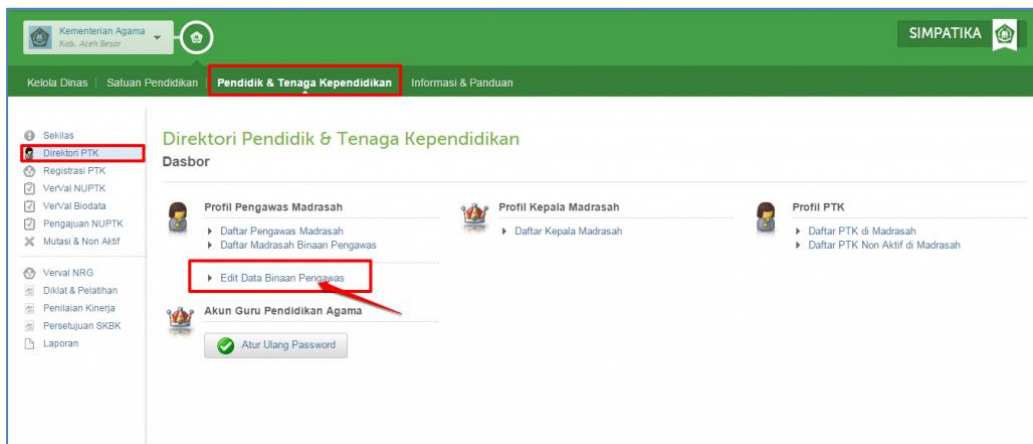 Kementerian Agama
Kab. Aceh Besar
SIMPATIKA
Kelola Dinas
Satuan Pendidikan
Pendidik & Tenaga Kependidikan
Informasi & Panduan
Sekilas
Direktori PTK
Registrasi PTK
VerVal NUPTK
VerVal Biodata
Pengajuan NUPTK
Mutasi & Non Aktif
Verval NRG
Diklat & Pelatihan
Penilaian Kinerja
Persetujuan SKBK
Laporan
Direktori Pendidik & Tenaga Kependidikan
Dasbor
Profil Pengawas Madrasah
Daftar Pengawas Madrasah
Daftar Madrasah Binaan Pengawas
Edit Data Binaan Pengawas
Akun Guru Pendidikan Agama
Atur Ulang Password
Profil Kepala Madrasah
Daftar Kepala Madrasah
Profil PTK
Daftar PTK di Madrasah
Daftar PTK Non Aktif di Madrasah